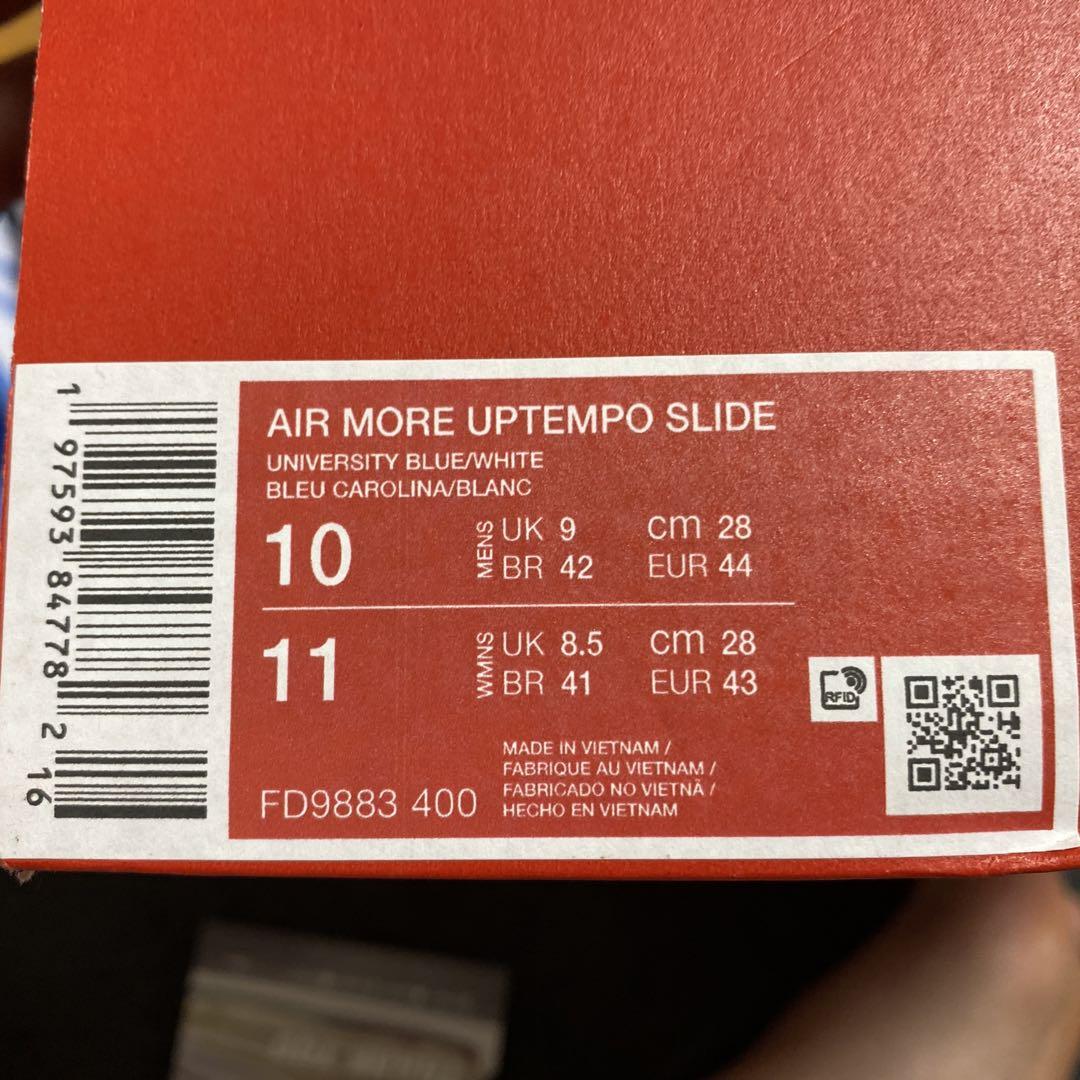 AIR MORE UPTEMPO SLIDE
UNIVERSITY BLUE/WHITE
BLEU CAROLINA/BLANC
10
MENS
UK 9 cm 28
BR 42 EUR 44
11
WMNS
UK 8.5 cm 28
BR 41 EUR 43
RFID
MADE IN VIETNAM /
FABRIQUE AU VIETNAM /
FABRICADO NO VIETNÃ /
HECHO EN VIETNAM
FD9883 400
1 97593 84778 2 16